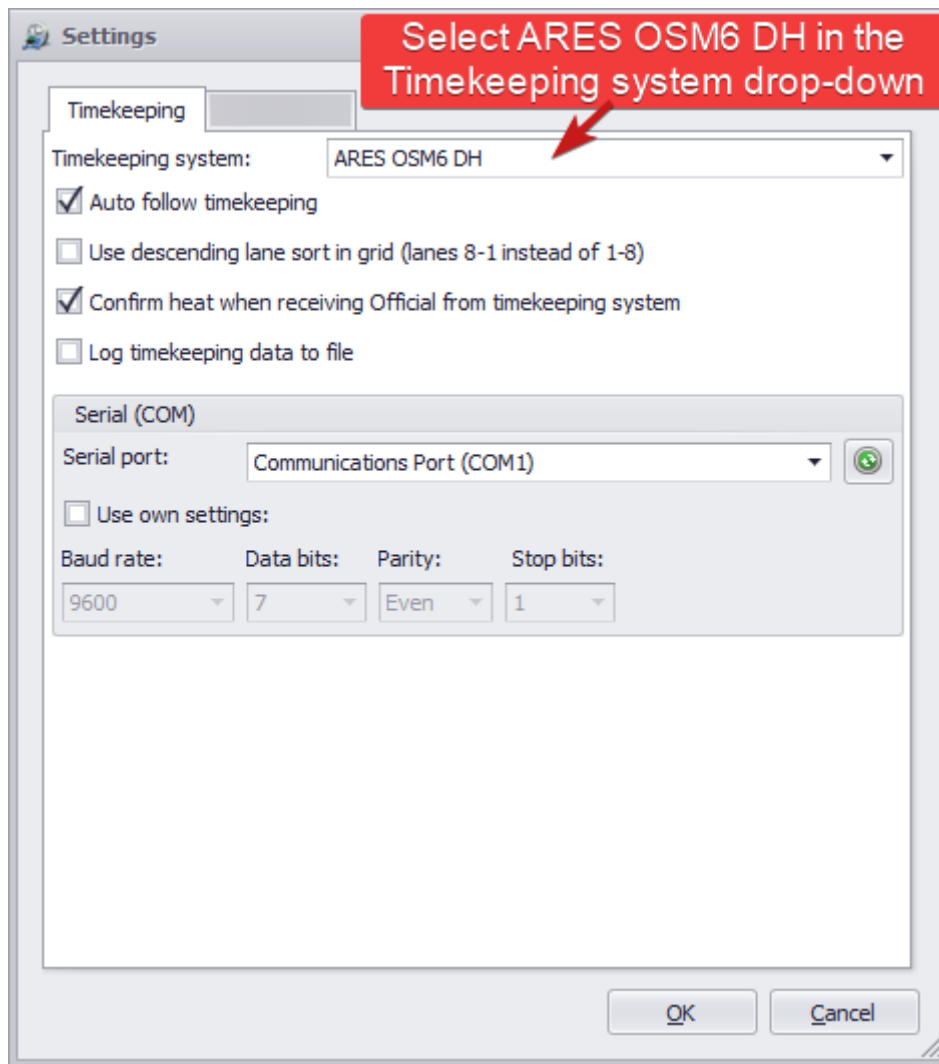 Settings
Select ARES OSM6 DH in the
Timekeeping system drop-down
Timekeeping
Timekeeping system: ARES OSM6 DH
Auto follow timekeeping
Use descending lane sort in grid (lanes 8-1 instead of 1-8)
Confirm heat when receiving Official from timekeeping system
Log timekeeping data to file
Serial (COM)
Serial port: Communications Port (COM1)
Use own settings:
Baud rate: Data bits: Parity: Stop bits:
9600 7 Even 1
OK Cancel